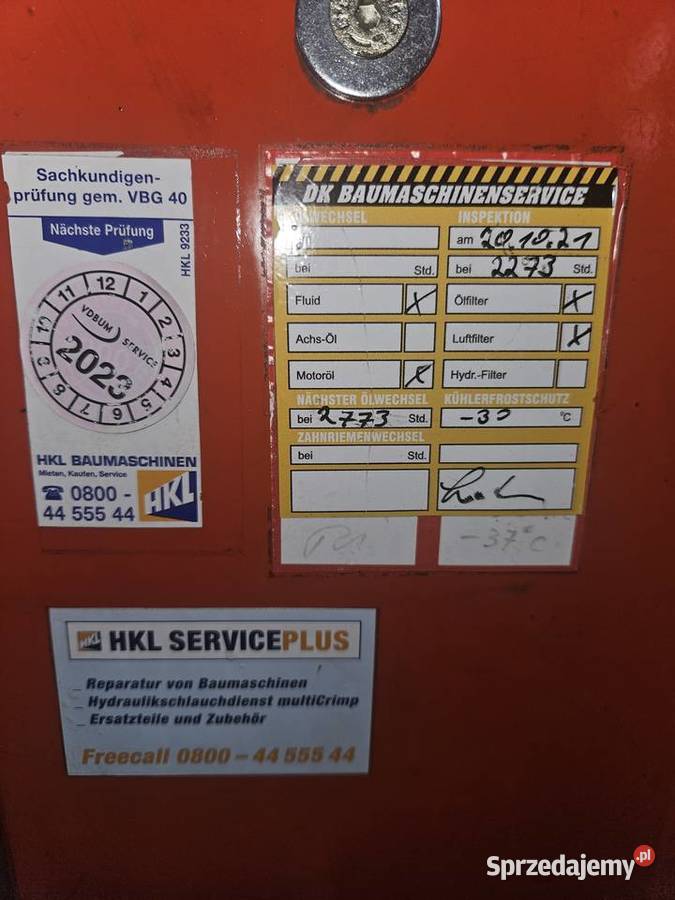 Sachkundigen-
prüfung gem. VBG 40
Nächste Prüfung
HKL 9233
10 11 12 1 2 3 4 5 6 7 8 9
VDBUM SERVICE
2023
HKL BAUMASCHINEN
Mieten, Kaufen, Service
☎ 0800 -
44 555 44
HKL
DK BAUMASCHINENSERVICE
INSPEKTION
am 20.10.21
bei Std.
bei 2273 Std.
Fluid X
Ölfilter X
Achs-Öl
Luftfilter X
Motoröl X
Hydr.-Filter
NÄCHSTER ÖLWECHSEL
KÜHLERFROSTSCHUTZ
bei 2773 Std.
-30 °C
ZAHNRIEMENWECHSEL
bei Std.
-37°C
HKL HKL SERVICEPLUS
_ Reparatur von Baumaschinen
_ Hydraulikschlauchdienst multiCrimp
_ Ersatzteile und Zubehör
Freecall 0800 – 44 555 44
Sprzedajemy.pl